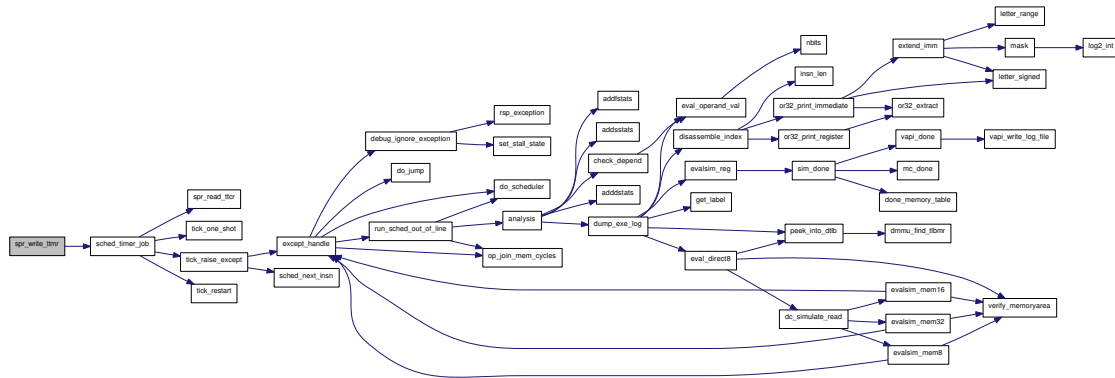 spr_write_ttmr
sched_timer_job
spr_read_ttcr
tick_one_shot
tick_raise_except
tick_restart
except_handle
sched_next_insn
debug_ignore_exception
do_jump
run_sched_out_of_line
rsp_exception
set_stall_state
do_scheduler
analysis
op_join_mem_cycles
addfstats
addsstats
check_depend
adddstats
dump_exe_log
eval_operand_val
disassemble_index
evalsim_reg
get_label
peek_into_dtlb
eval_direct8
nbits
insn_len
or32_print_immediate
or32_print_register
sim_done
dc_simulate_read
extend_imm
or32_extract
vapi_done
mc_done
done_memory_table
dmmu_find_tlbmr
evalsim_mem16
evalsim_mem32
evalsim_mem8
letter_range
mask
letter_signed
vapi_write_log_file
verify_memoryarea
log2_int